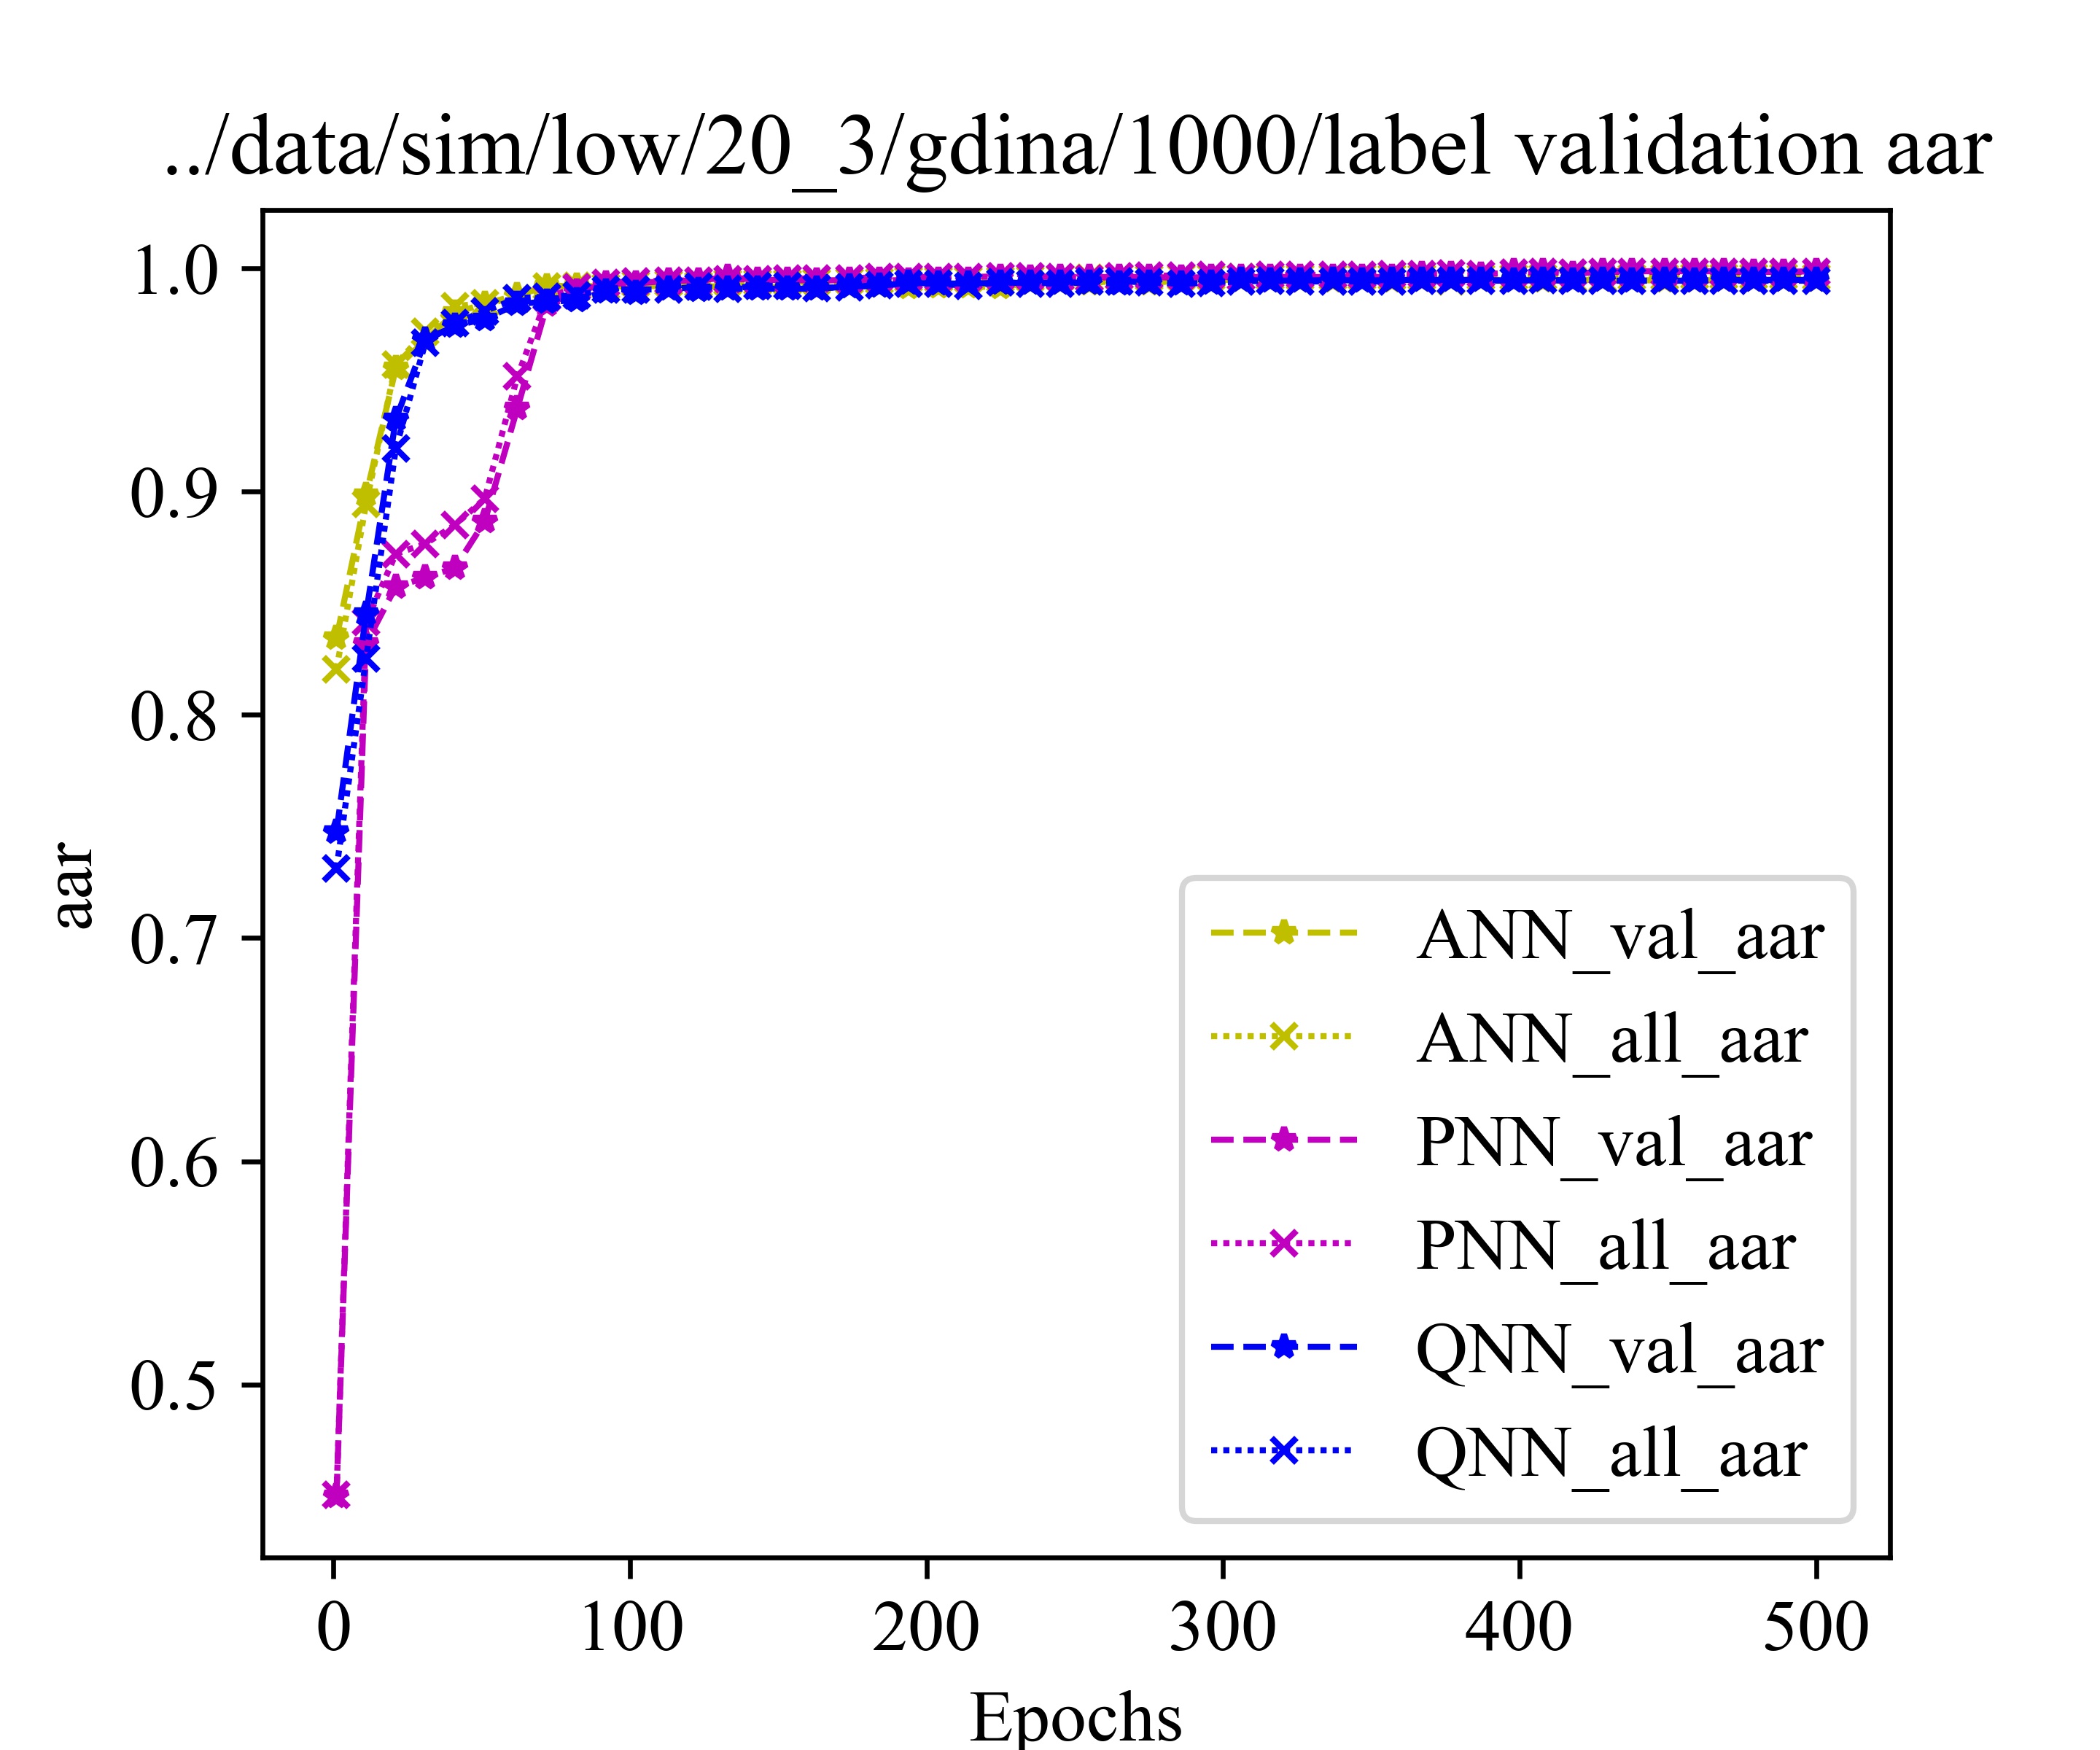 ../data/sim/low/20_3/gdina/1000/label validation aar
1.0
0.9
0.8
0.7
0.6
0.5
aar
ANN_val_aar
ANN_all_aar
PNN_val_aar
PNN_all_aar
QNN_val_aar
QNN_all_aar
0 100 200 300 400 500
Epochs